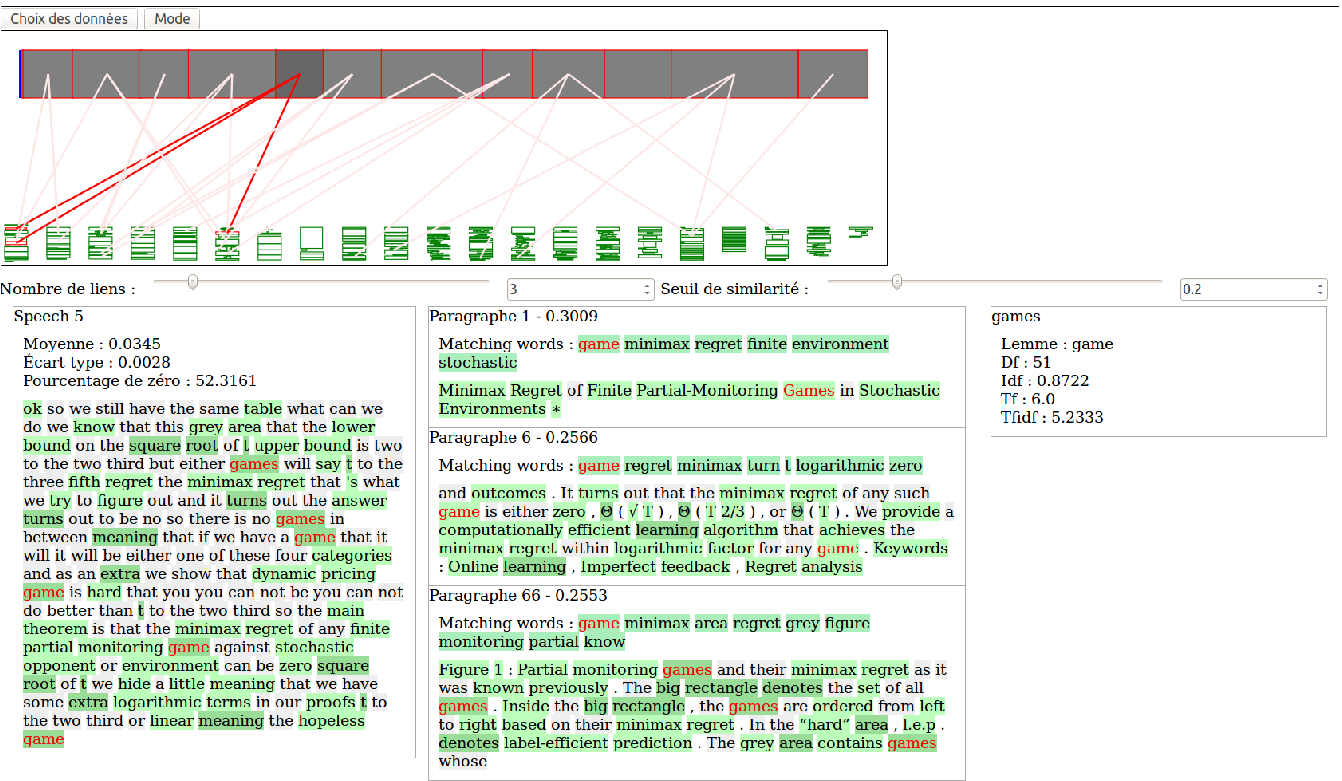 Choix des données Mode
Nombre de liens : 3 Seuil de similarité : 0.2
Speech 5
Moyenne : 0.0345
Écart type : 0.0028
Pourcentage de zéro : 52.3161
ok so we still have the same table what can we
do we know that this grey area that the lower
bound on the square root of t upper bound is two
to the two third but either games will say t to the
three fifth regret the minimax regret that 's what
we try to figure out and it turns out the answer
turns out to be no so there is no games in
between meaning that if we have a game that it
will it will be either one of these four categories
and as an extra we show that dynamic pricing
game is hard that you you can not be you can not
do better than t to the two third so the main
theorem is that the minimax regret of any finite
partial monitoring game against stochastic
opponent or environment can be zero square
root of t we hide a little meaning that we have
some extra logarithmic terms in our proofs t to
the two third or linear meaning the hopeless
game
Paragraphe 1 - 0.3009
Matching words : game minimax regret finite environment
stochastic
Minimax Regret of Finite Partial-Monitoring Games in Stochastic
Environments ∗
Paragraphe 6 - 0.2566
Matching words : game regret minimax turn t logarithmic zero
and outcomes . It turns out that the minimax regret of any such
game is either zero , Θ ( √ T ) , Θ ( T 2/3 ) , or Θ ( T ) . We provide a
computationally efficient learning algorithm that achieves the
minimax regret within logarithmic factor for any game . Keywords
: Online learning , Imperfect feedback , Regret analysis
Paragraphe 66 - 0.2553
Matching words : game minimax area regret grey figure
monitoring partial know
Figure 1 : Partial monitoring games and their minimax regret as it
was known previously . The big rectangle denotes the set of all
games . Inside the big rectangle , the games are ordered from left
to right based on their minimax regret . In the “hard” area , l.e.p .
denotes label-efficient prediction . The grey area contains games
whose
games
Lemme : game
Df : 51
Idf : 0.8722
Tf : 6.0
Tfidf : 5.2333